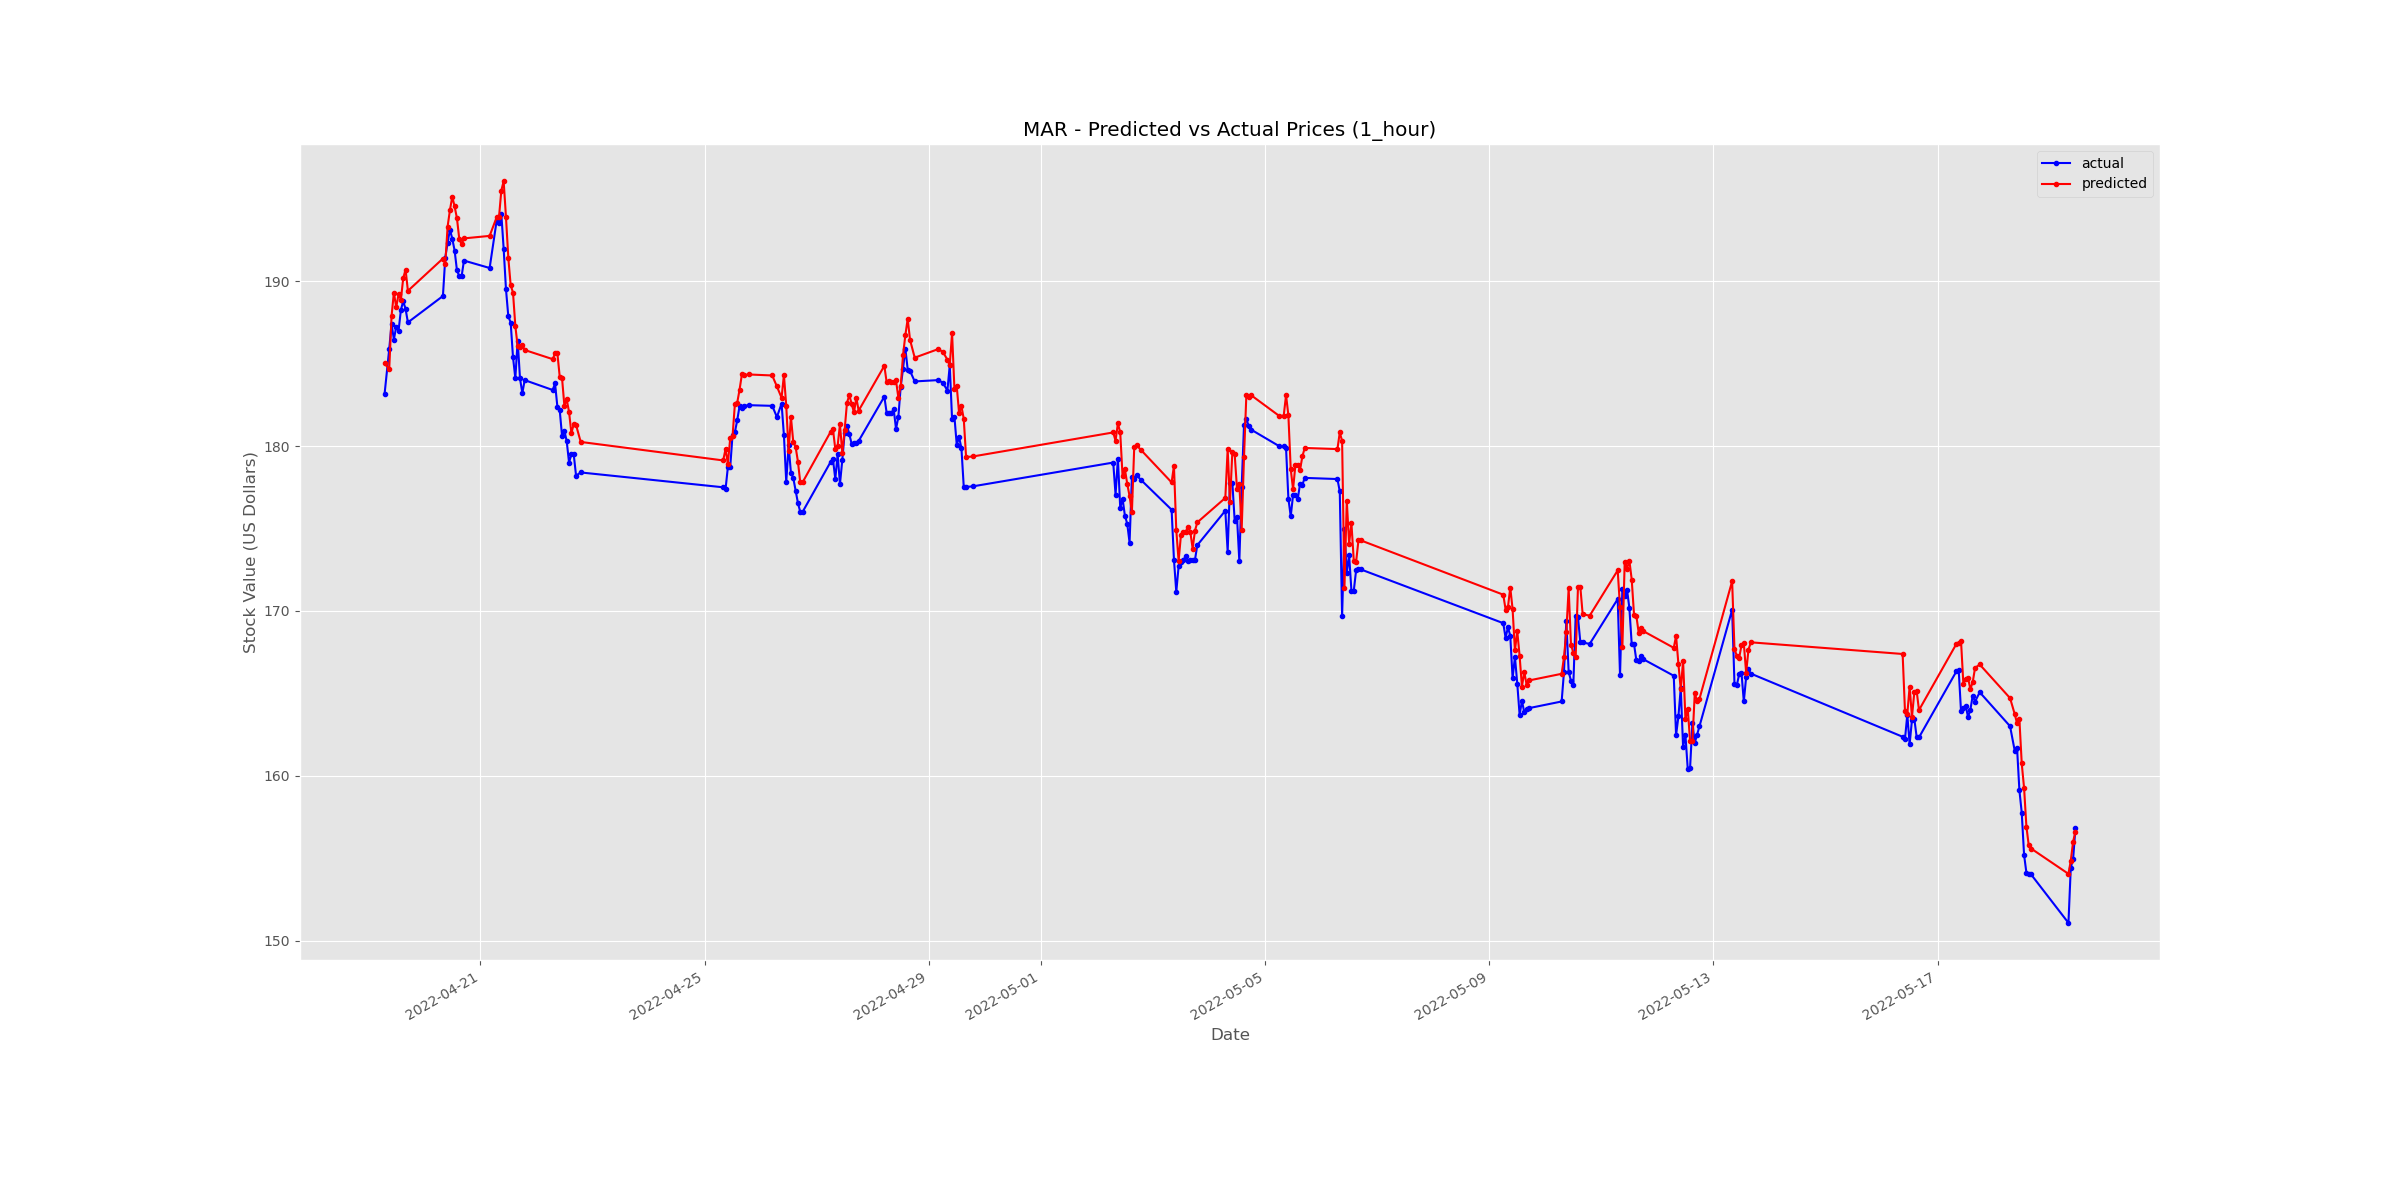 MAR - Predicted vs Actual Prices (1_hour)
actual
predicted
Stock Value (US Dollars)
190
180
170
160
150
2022-04-21
2022-04-25
2022-04-29
2022-05-01
2022-05-05
2022-05-09
2022-05-13
2022-05-17
Date